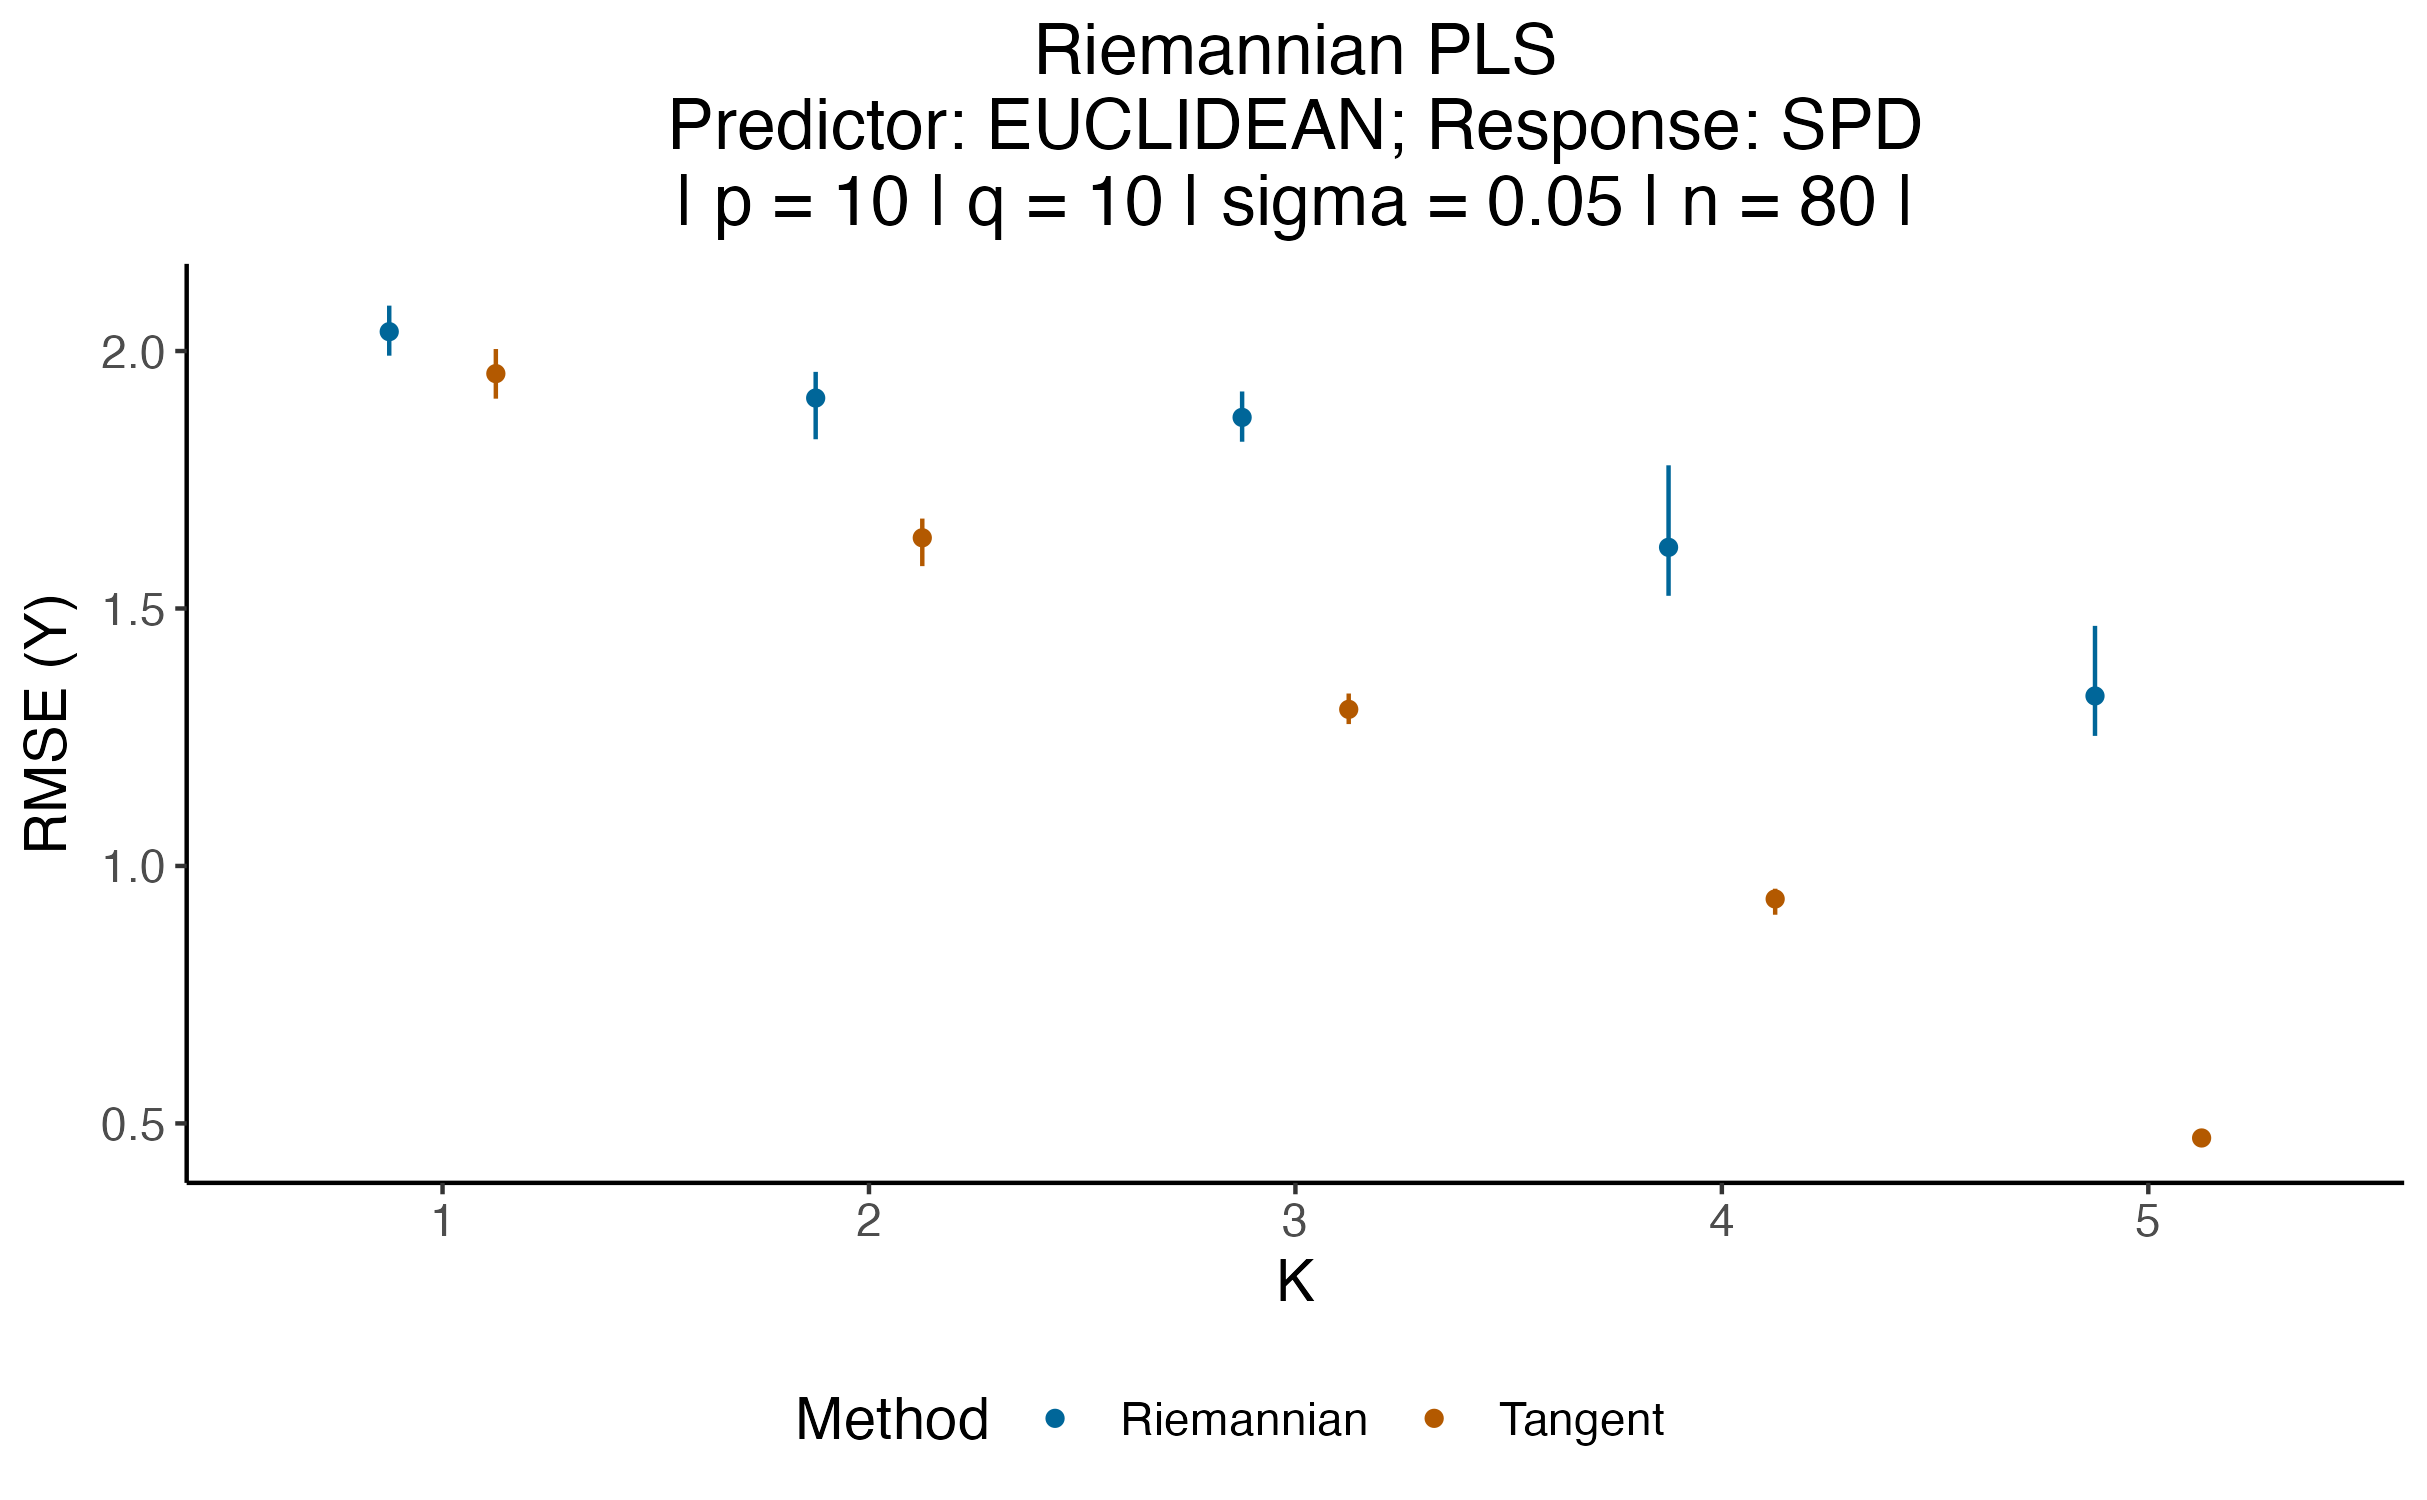 Riemannian PLS
Predictor: EUCLIDEAN; Response: SPD
| p = 10 | q = 10 | sigma = 0.05 | n = 80 |
RMSE (Y)
2.0
1.5
1.0
0.5
1 2 3 4 5
K
Method Riemannian Tangent